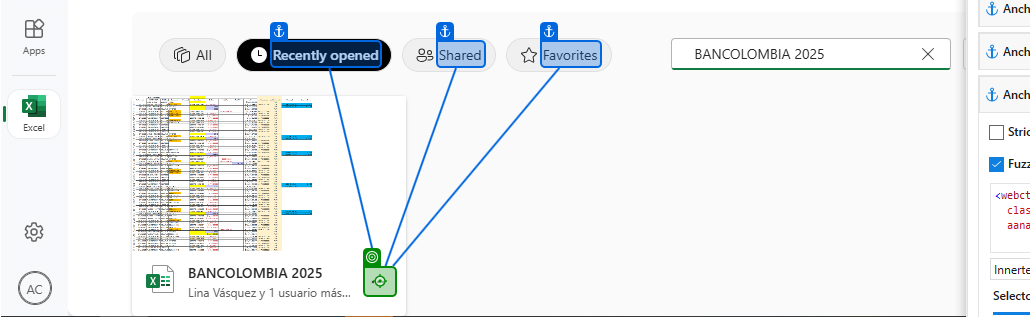 Apps
Excel
AC
All
Recently opened
Shared
Favorites
BANCOLOMBIA 2025
BANCOLOMBIA 2025
Lina Vásquez y 1 usuario más...
Anch
Anch
Anch
Stric
Fuzz
<webct
clas
aana
Innerte
Selecto